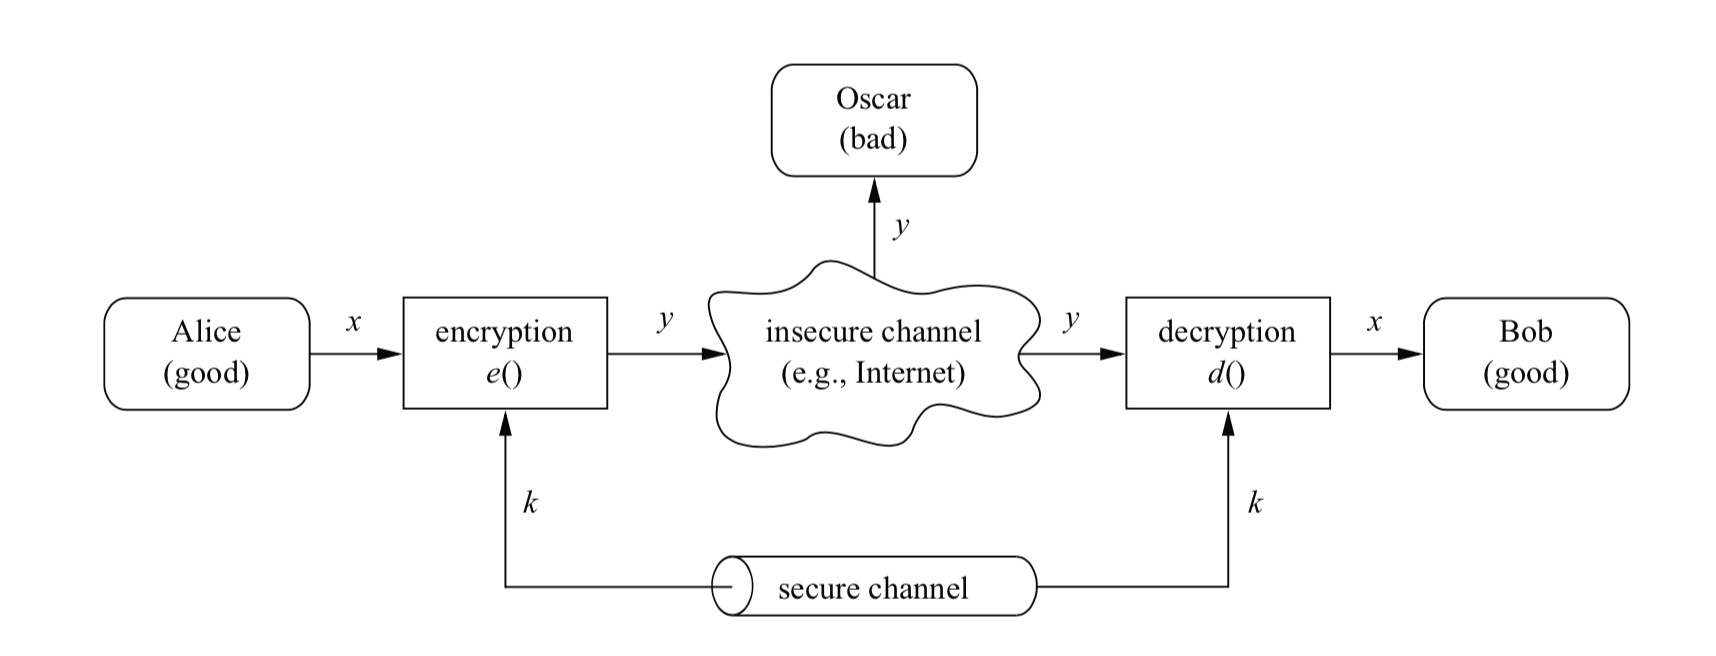 Oscar
(bad)
y
Alice
(good)
x
encryption
e()
y
insecure channel
(e.g., Internet)
y
decryption
d()
x
Bob
(good)
k
k
secure channel